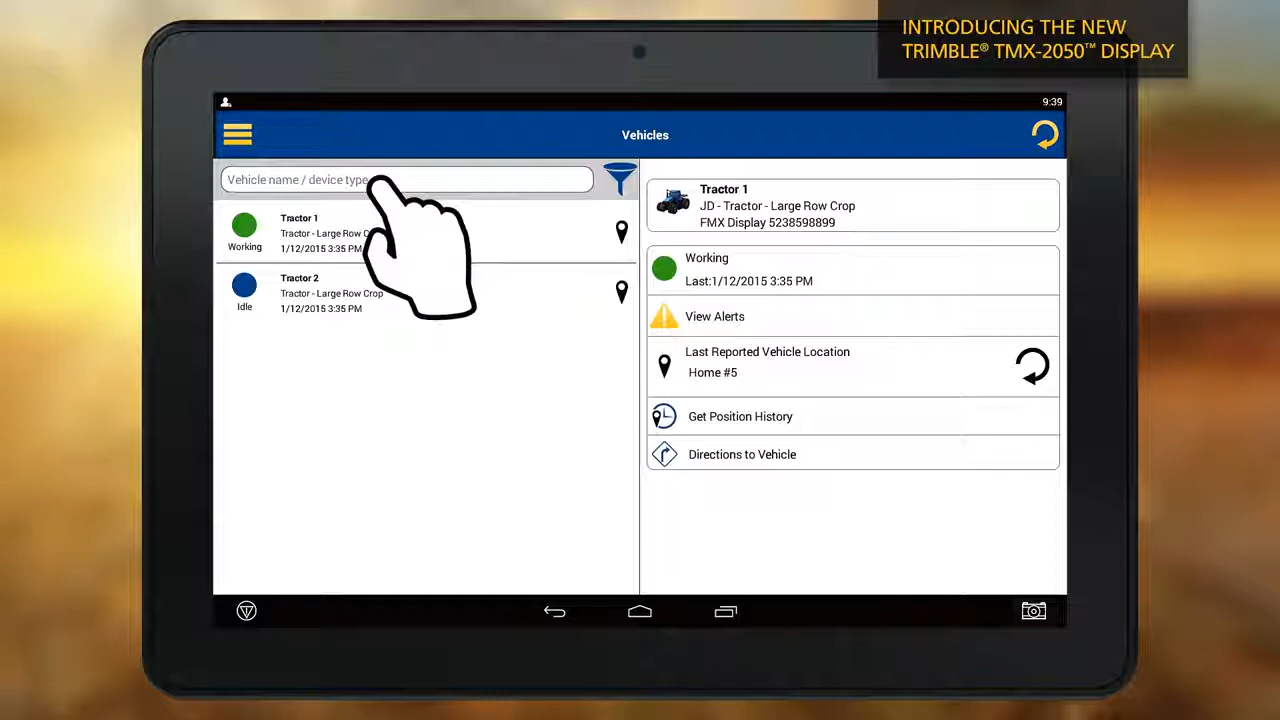 INTRODUCING THE NEW
TRIMBLE® TMX-2050™ DISPLAY
9:39
Vehicles
Vehicle name / device type
Tractor 1
Tractor - Large Row C
1/12/2015 3:35 PM
Working
Tractor 2
Tractor - Large Row Crop
1/12/2015 3:35 PM
Idle
Tractor 1
JD - Tractor - Large Row Crop
FMX Display 5238598899
Working
Last:1/12/2015 3:35 PM
View Alerts
Last Reported Vehicle Location
Home #5
Get Position History
Directions to Vehicle